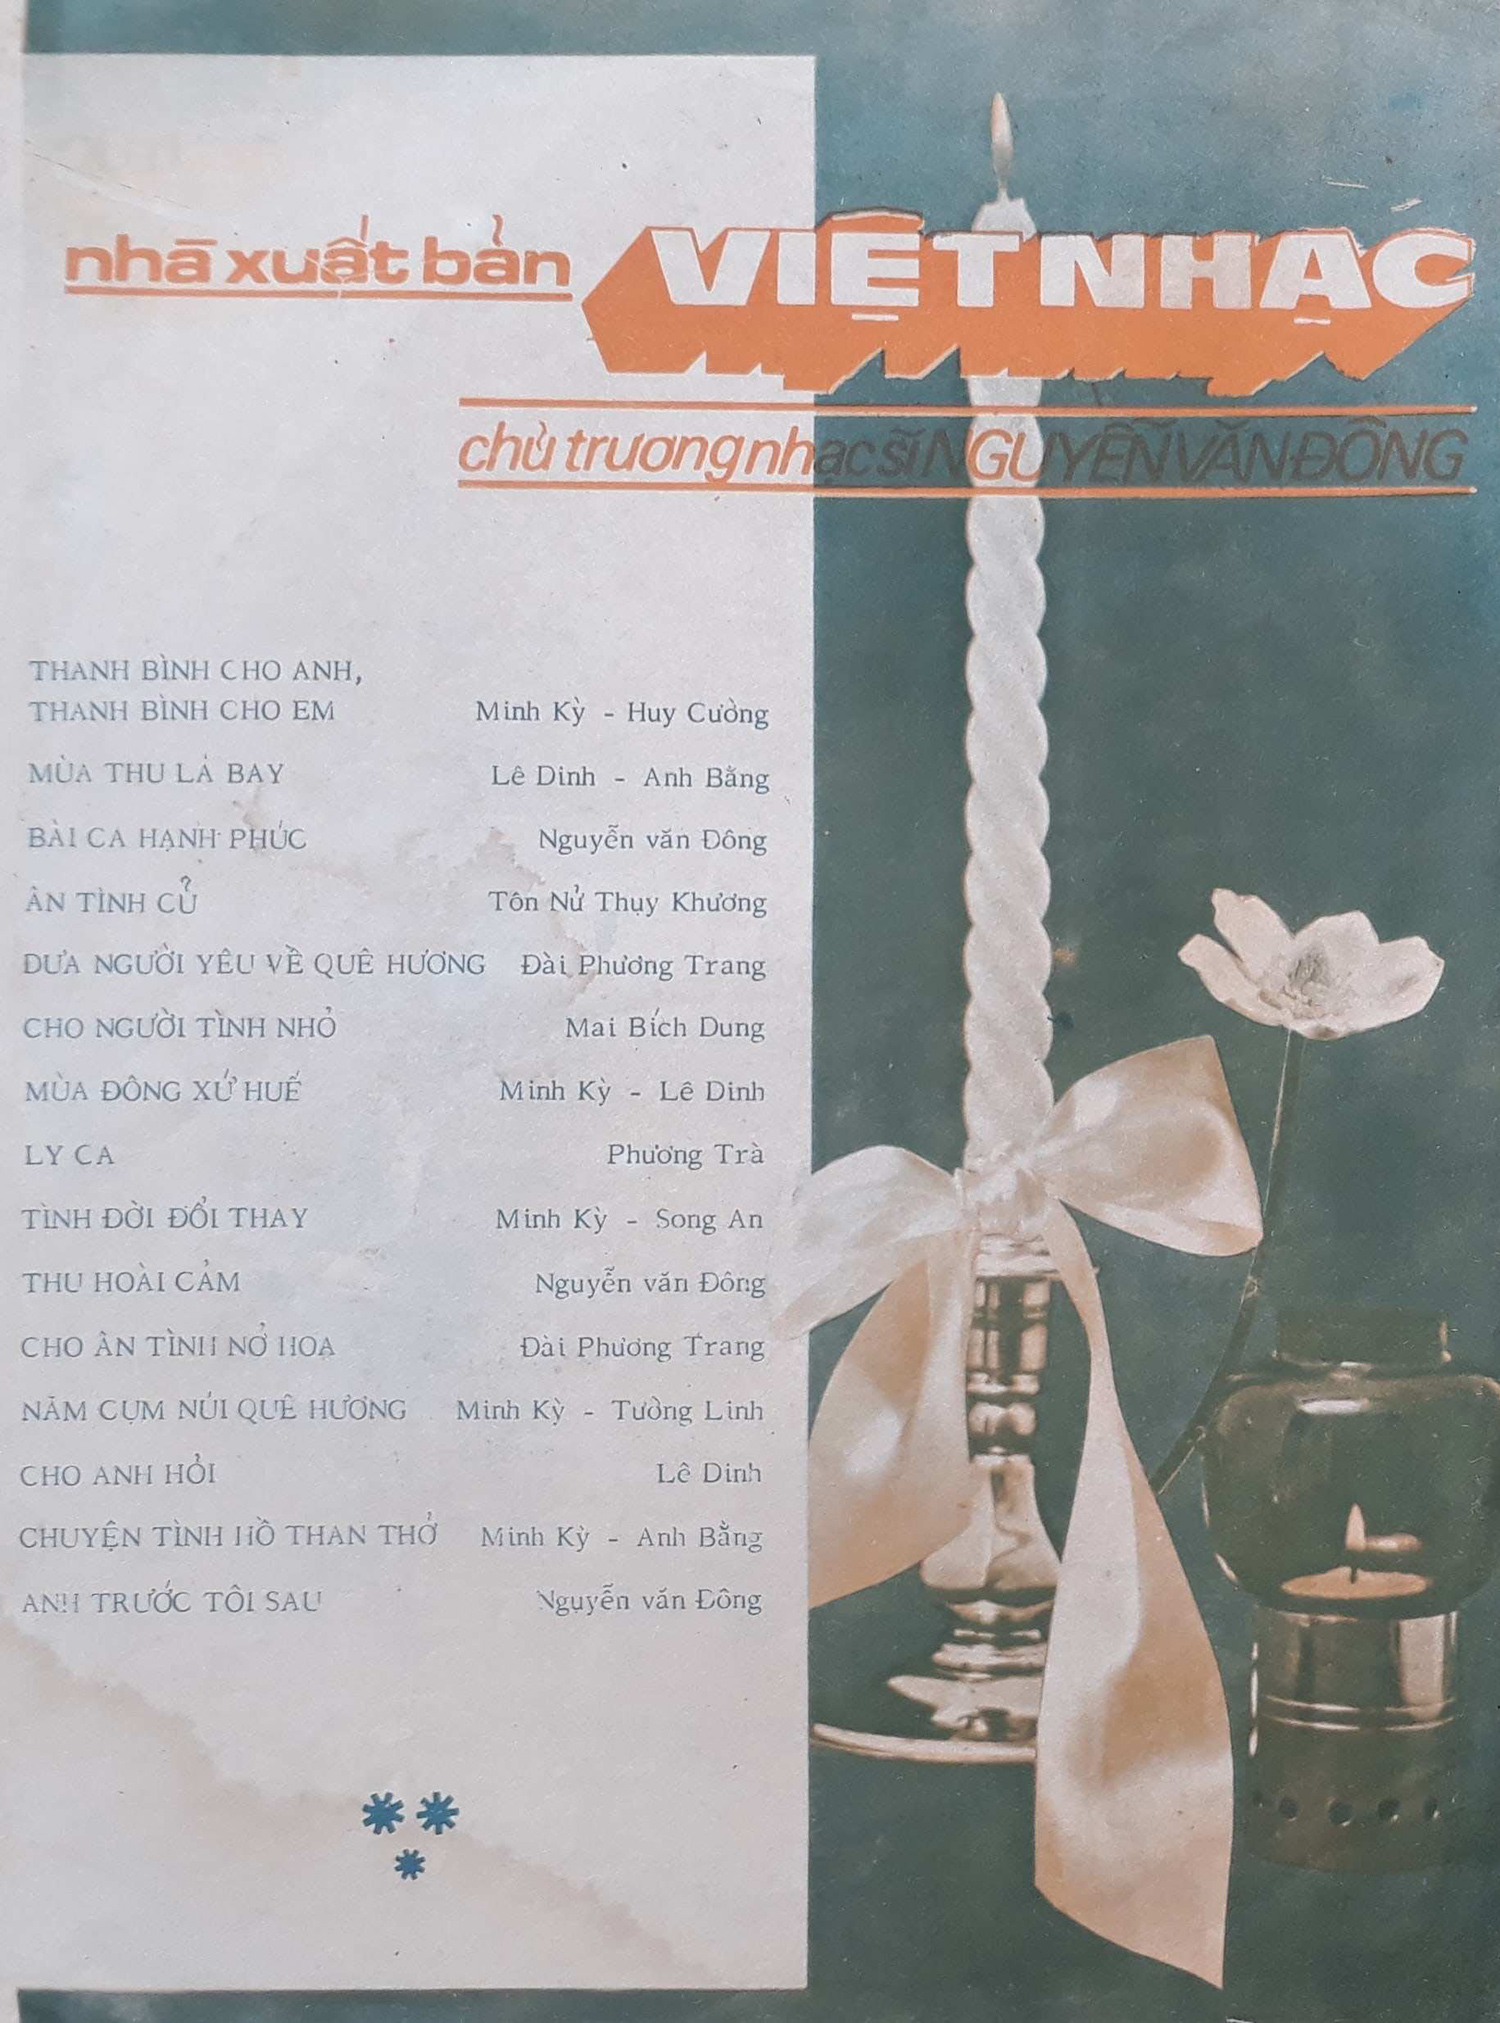 nhà xuất bản VIỆT NHẠC
chủ trương nhạc sĩ NGUYỄN VĂN ĐÔNG
THANH BÌNH CHO ANH,
THANH BÌNH CHO EM Minh Kỳ - Huy Cường
MÙA THU LÁ BAY Lê Dinh - Anh Bằng
BÀI CA HẠNH PHÚC Nguyễn văn Đông
ÂN TÌNH CỦ Tôn Nử Thụy Khương
ĐƯA NGƯỜI YÊU VỀ QUÊ HƯƠNG Đài Phương Trang
CHO NGƯỜI TÌNH NHỎ Mai Bích Dung
MÙA ĐÔNG XỨ HUẾ Minh Kỳ - Lê Dinh
LY CA Phương Trà
TÌNH ĐỜI ĐỔI THAY Minh Kỳ - Song An
THU HOÀI CẢM Nguyễn văn Đông
CHO ÂN TÌNH NỞ HOA Đài Phương Trang
NĂM CỤM NÚI QUÊ HƯƠNG Minh Kỳ - Tường Linh
CHO ANH HỎI Lê Dinh
CHUYỆN TÌNH HỒ THAN THỞ Minh Kỳ - Anh Bằng
ANH TRƯỚC TÔI SAU Nguyễn văn Đông